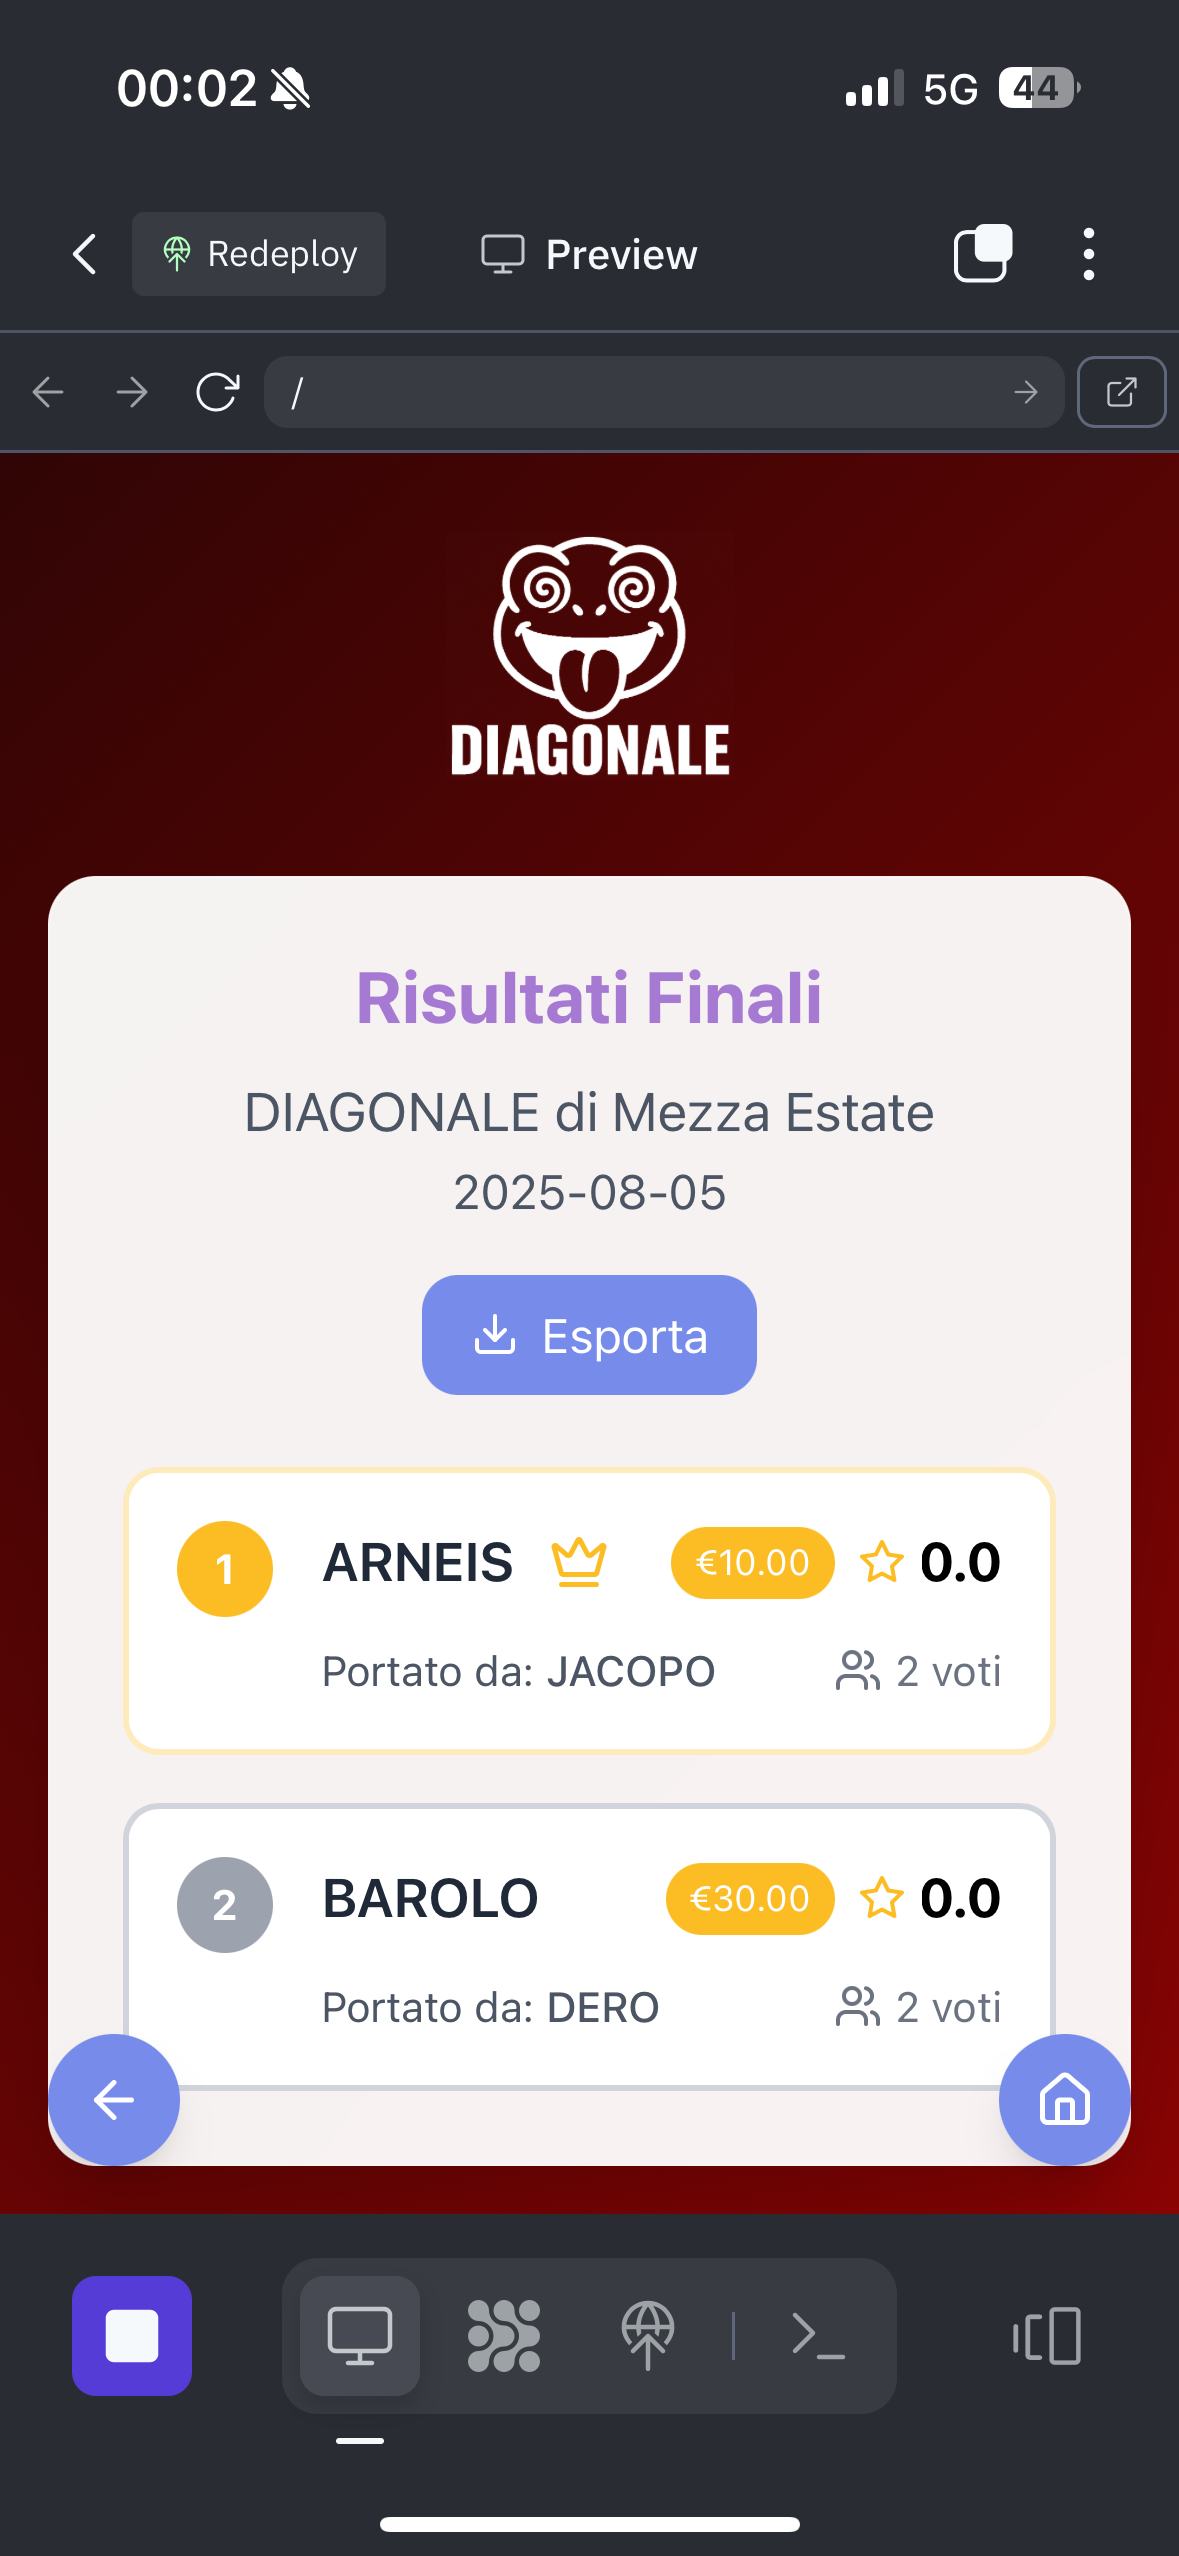 00:02
5G
44
Redeploy
Preview
/
DIAGONALE
Risultati Finali
DIAGONALE di Mezza Estate
2025-08-05
Esporta
1
ARNEIS
€10.00
0.0
Portato da: JACOPO
2 voti
2
BAROLO
€30.00
0.0
Portato da: DERO
2 voti